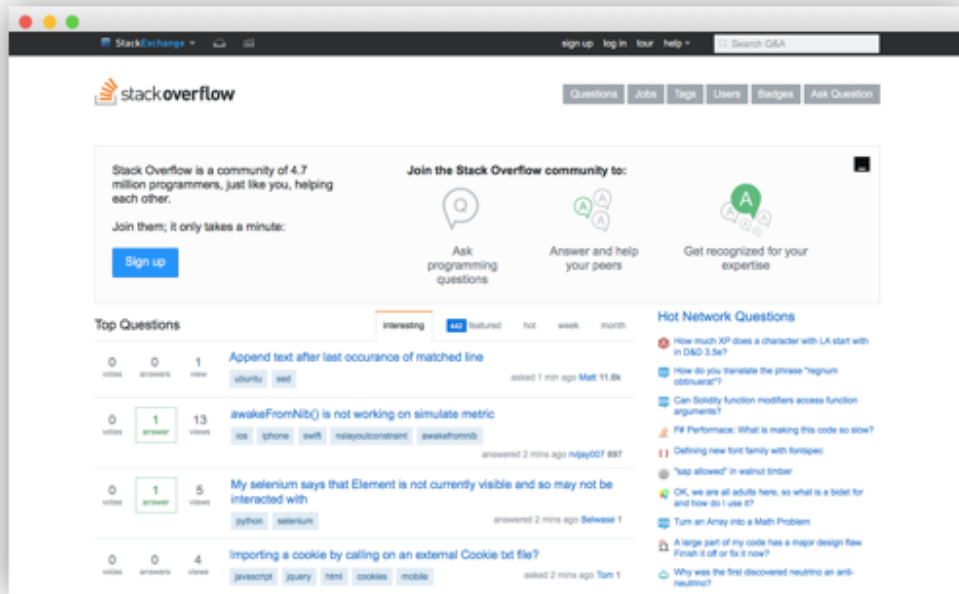 StackExchange
sign up log in tour help
Search Q&A
stackoverflow
Questions Jobs Tags Users Badges Ask Question
Stack Overflow is a community of 4.7
million programmers, just like you, helping
each other.
Join them; it only takes a minute:
Sign up
Join the Stack Overflow community to:
Q
Ask
programming
questions
A
A
A
Answer and help
your peers
A
A
A
A
A
Get recognized for your
expertise
Top Questions
interesting 442 featured hot week month
0 0 1
votes answers view
Append text after last occurance of matched line
ubuntu sed
asked 1 min ago Matt 11.6k
0 1 13
votes answer views
awakeFromNib() is not working on simulate metric
ios iphone swift nslayoutconstraint awakefromnib
answered 2 mins ago nvijay007 897
0 1 5
votes answer views
My selenium says that Element is not currently visible and so may not be
interacted with
python selenium
answered 2 mins ago Belwase 1
0 0 4
votes answers views
Importing a cookie by calling on an external Cookie txt file?
javascript jquery html cookies mobile
asked 2 mins ago Tom 1
Hot Network Questions
How much XP does a character with LA start with
in D&D 3.5e?
How do you translate the phrase "regnum
obtinuerat"?
Can Solidity function modifiers access function
arguments?
F# Performace: What is making this code so slow?
Defining new font family with fontspec
"sap allowed" in walnut timber
OK, we are all adults here, so what is a bidet for
and how do I use it?
Turn an Array into a Math Problem
A large part of my code has a major design flaw.
Finish it off or fix it now?
Why was the first discovered neutrino an anti-
neutrino?